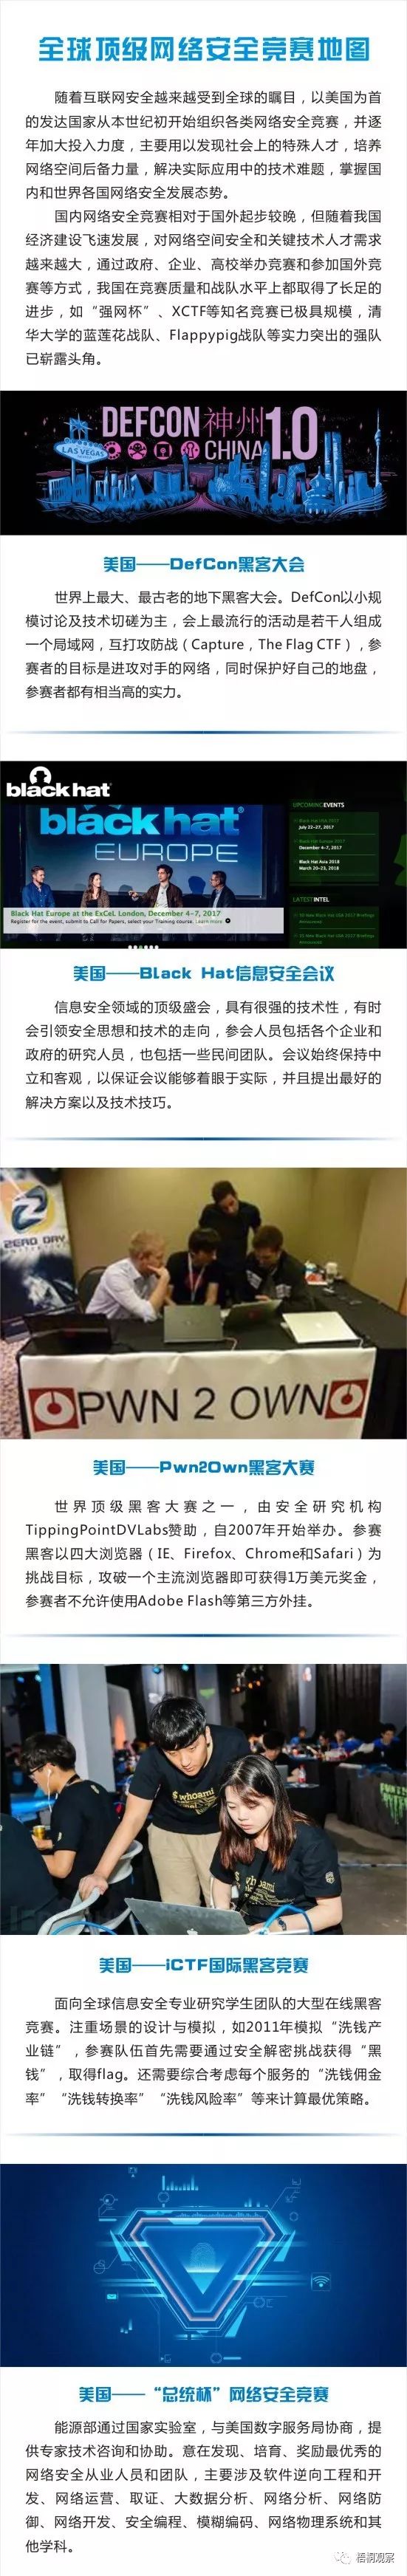 全球顶级网络安全竞赛地图
随着互联网安全越来越受到全球的瞩目，以美国为首
的发达国家从本世纪初开始组织各类网络安全竞赛，并逐
年加大投入力度，主要用以发现社会上的特殊人才，培养
网络空间后备力量，解决实际应用中的技术难题，掌握国
内和世界各国网络安全发展态势。
国内网络安全竞赛相对于国外起步较晚，但随着我国
经济建设飞速发展，对网络空间安全和关键技术人才需求
越来越大，通过政府、企业、高校举办竞赛和参加国外竞
赛等方式，我国在竞赛质量和战队水平上都取得了长足的
进步，如“强网杯”、XCTF等知名竞赛已极具规模，清
华大学的蓝莲花战队、Flappypig战队等实力突出的强队
已崭露头角。
DEFCON 神州 1.0
CHINA
LAS VEGAS
美国——DefCon黑客大会
世界上最大、最古老的地下黑客大会。DefCon以小规
模讨论及技术切磋为主，会上最流行的活动是若干人组成
一个局域网，互打攻防战（Capture，The Flag CTF），参
赛者的目标是进攻对手的网络，同时保护好自己的地盘，
参赛者都有相当高的实力。
black hat
black hat
EUROPE
UPCOMING EVENTS
Black Hat USA 2017
July 22-27, 2017
Black Hat Europe 2017
December 4-7, 2017
Black Hat Asia 2018
March 20-23, 2018
LATEST INTEL
Black Hat Europe at the ExCeL London, December 4-7, 2017
Register for the event, submit to Call for Papers, select your Training course. Learn more
美国——Black Hat信息安全会议
信息安全领域的顶级盛会，具有很强的技术性，有时
会引领安全思想和技术的走向，参会人员包括各个企业和
政府的研究人员，也包括一些民间团队。会议始终保持中
立和客观，以保证会议能够着眼于实际，并且提出最好的
解决方案以及技术技巧。
ZERO DAY
PWN 2 OWN
美国——Pwn2Own黑客大赛
世界顶级黑客大赛之一，由安全研究机构
TippingPointDVLabs赞助，自2007年开始举办。参赛
黑客以四大浏览器（IE、Firefox、Chrome和Safari）为
挑战目标，攻破一个主流浏览器即可获得1万美元奖金，
参赛者不允许使用Adobe Flash等第三方外挂。
$ whoami
$ whoami
美国——iCTF国际黑客竞赛
面向全球信息安全专业研究学生团队的大型在线黑客
竞赛。注重场景的设计与模拟，如2011年模拟“洗钱产
业链”，参赛队伍首先需要通过安全解密挑战获得“黑
钱”，取得flag。还需要综合考虑每个服务的“洗钱佣金
率”“洗钱转换率”“洗钱风险率”等来计算最优策略。
美国——“总统杯”网络安全竞赛
能源部通过国家实验室，与美国数字服务局协商，提
供专家技术咨询和协助。意在发现、培育、奖励最优秀的
网络安全从业人员和团队，主要涉及软件逆向工程和开
发、网络运营、取证、大数据分析、网络分析、网络防
御、网络开发、安全编程、模糊编码、网络物理系统和其
他学科。
梧桐观察